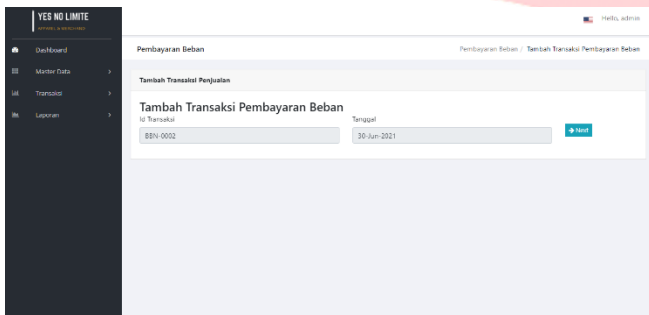 YES NO LIMITE
Hello, admin
Dashboard
Master Data
Transaksi
Laporan
Pembayaran Beban
Pembayaran Beban / Tambah Transaksi Pembayaran Beban
Tambah Transaksi Penjualan
Tambah Transaksi Pembayaran Beban
Id Transaksi
Tanggal
BBN-0002
30-Jun-2021
Next